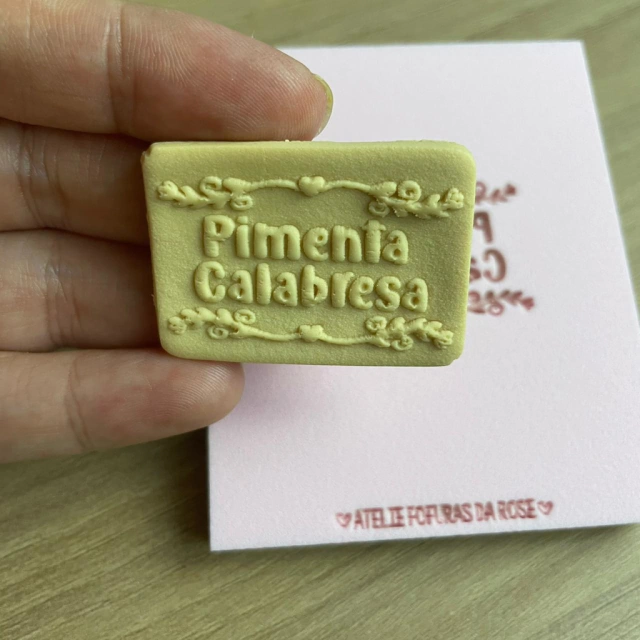 Pimenta
Calabresa
♥ATELIE FOFURAS DA ROSE♥